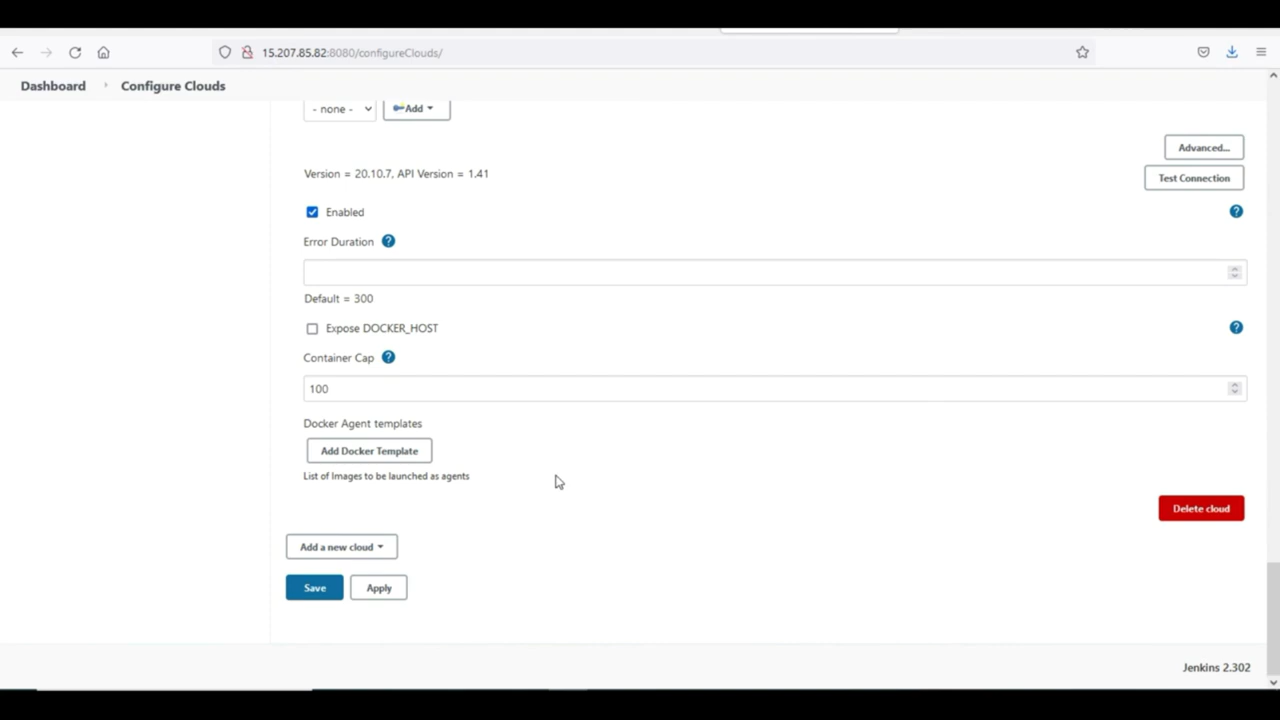 15.207.85.82:8080/configureClouds/
Dashboard Configure Clouds
- none - Add
Advanced...
Version = 20.10.7, API Version = 1.41
Test Connection
Enabled
Error Duration
Default = 300
Expose DOCKER_HOST
Container Cap
100
Docker Agent templates
Add Docker Template
List of Images to be launched as agents
Delete cloud
Add a new cloud
Save Apply
Jenkins 2.302